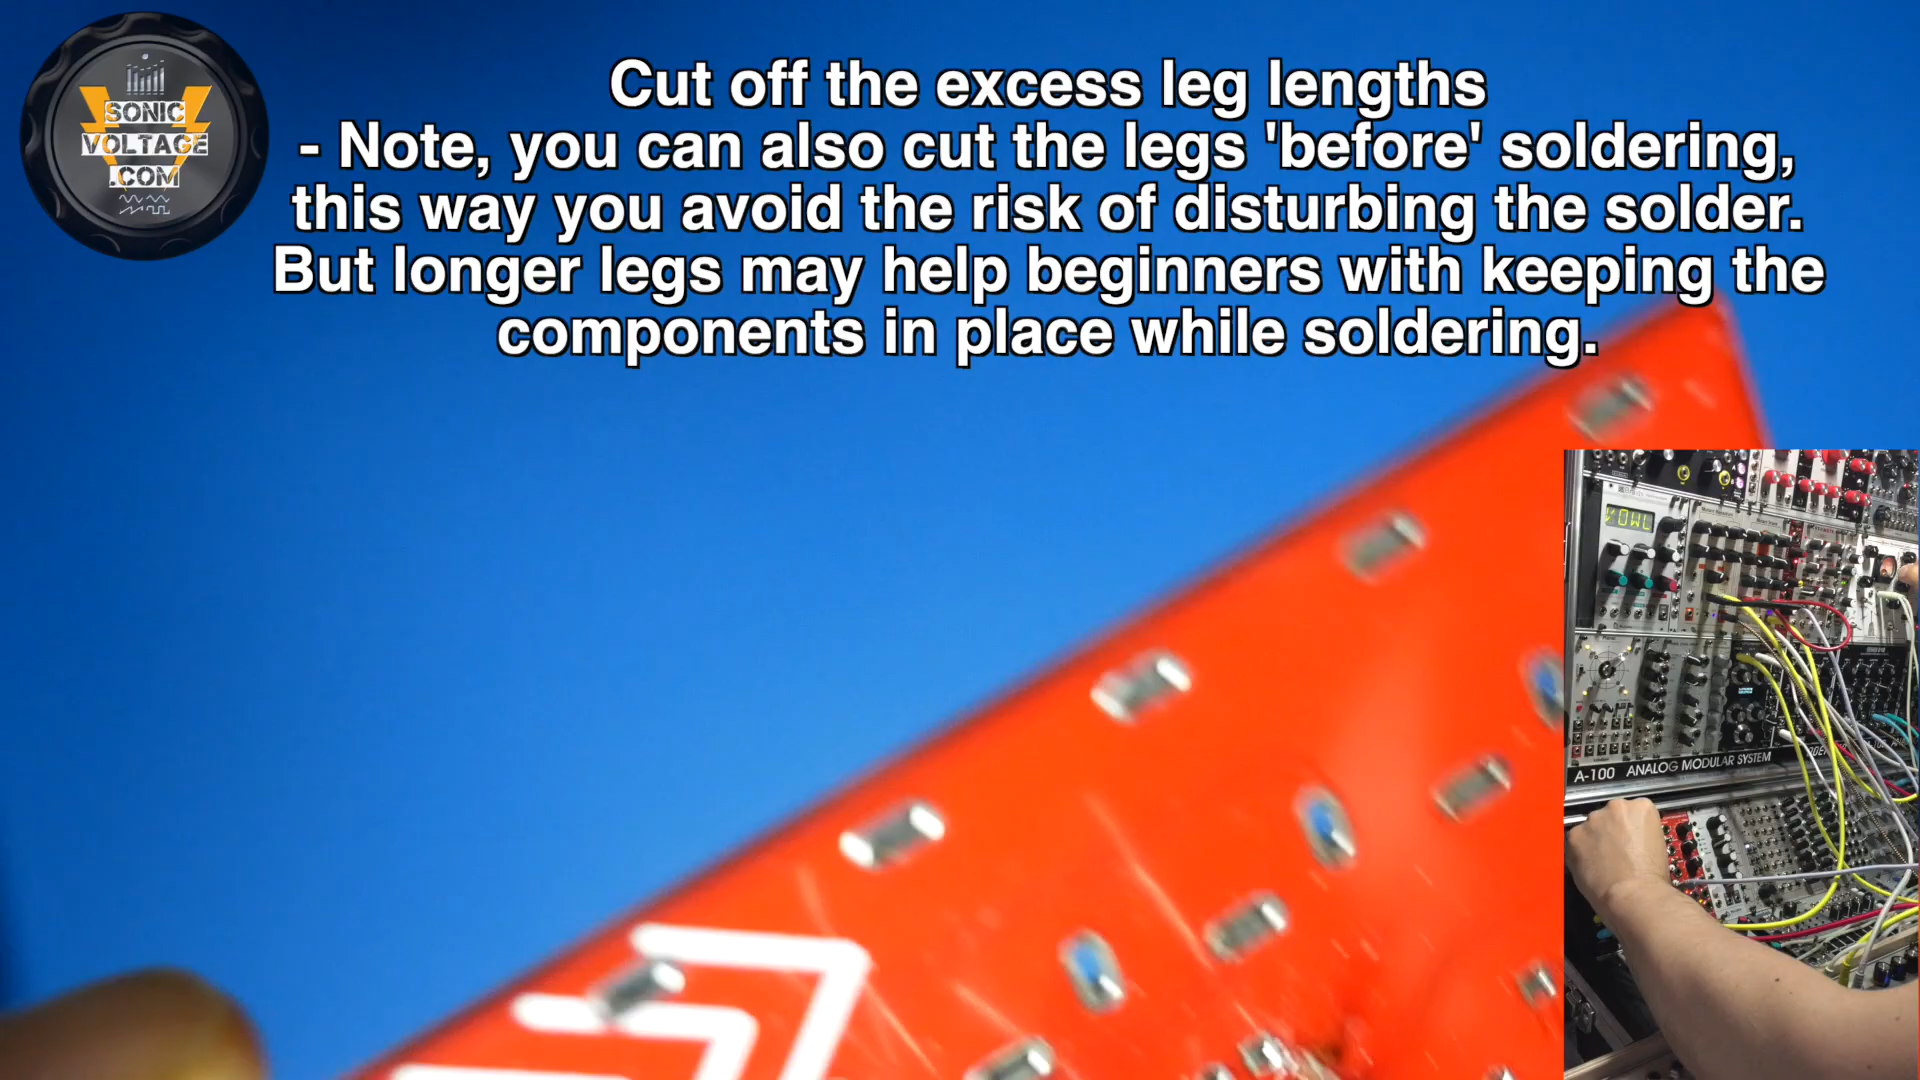 SONIC
VOLTAGE
.COM
Cut off the excess leg lengths
- Note, you can also cut the legs 'before' soldering,
this way you avoid the risk of disturbing the solder.
But longer legs may help beginners with keeping the
components in place while soldering.
VOWL
A-100 ANALOG MODULAR SYSTEM